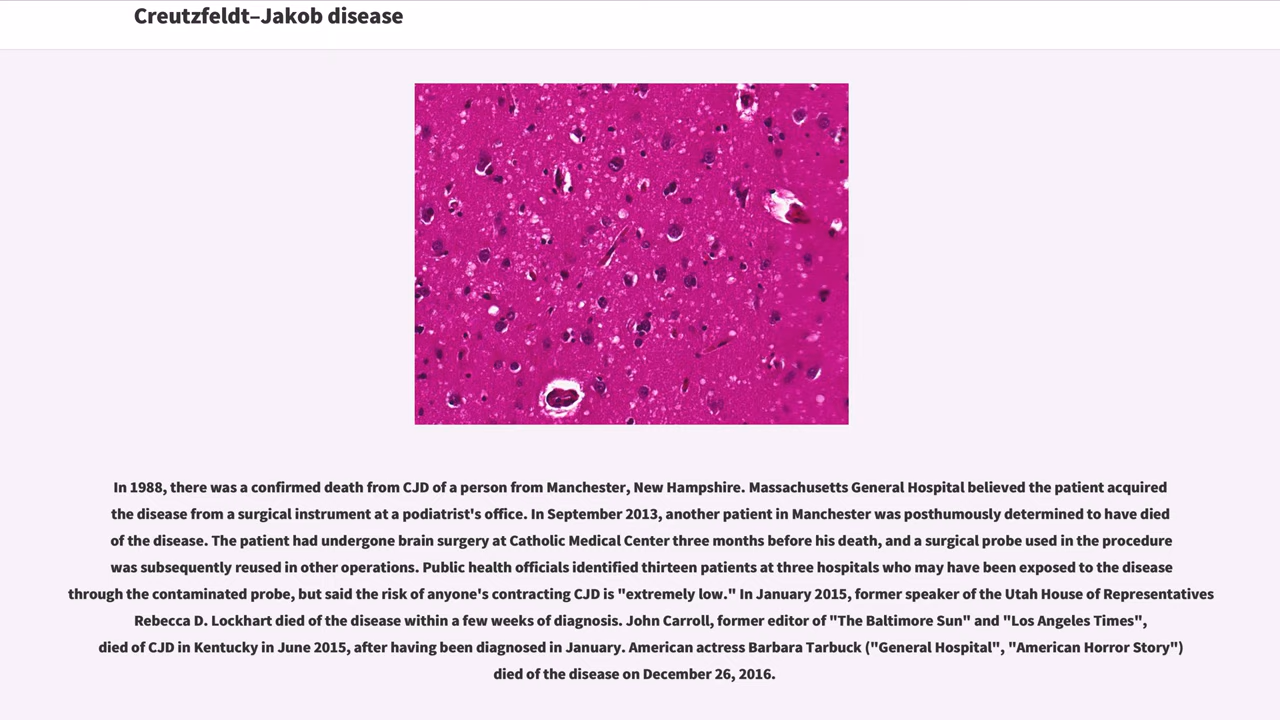 Creutzfeldt–Jakob disease
In 1988, there was a confirmed death from CJD of a person from Manchester, New Hampshire. Massachusetts General Hospital believed the patient acquired
the disease from a surgical instrument at a podiatrist's office. In September 2013, another patient in Manchester was posthumously determined to have died
of the disease. The patient had undergone brain surgery at Catholic Medical Center three months before his death, and a surgical probe used in the procedure
was subsequently reused in other operations. Public health officials identified thirteen patients at three hospitals who may have been exposed to the disease
through the contaminated probe, but said the risk of anyone's contracting CJD is "extremely low." In January 2015, former speaker of the Utah House of Representatives
Rebecca D. Lockhart died of the disease within a few weeks of diagnosis. John Carroll, former editor of "The Baltimore Sun" and "Los Angeles Times",
died of CJD in Kentucky in June 2015, after having been diagnosed in January. American actress Barbara Tarbuck ("General Hospital", "American Horror Story")
died of the disease on December 26, 2016.